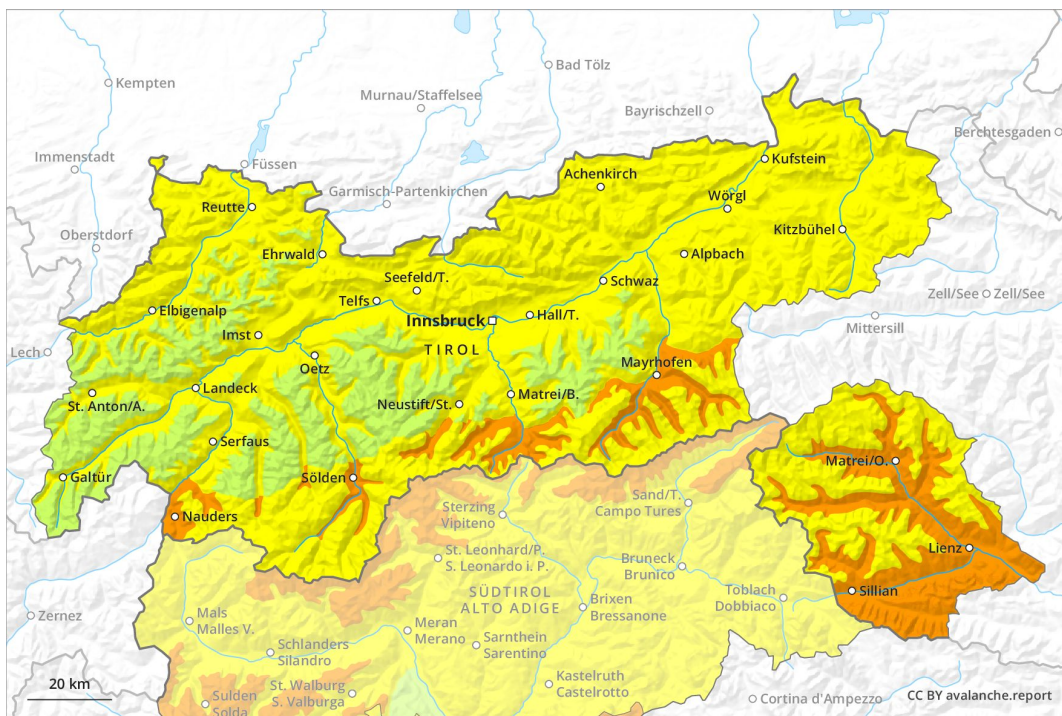 Kempten
Bad Tölz
Murnau/Staffelsee
Bayrischzell
Berchtesgaden
Immenstadt
Füssen
Kufstein
Achenkirch
Garmisch-Partenkirchen
Wörgl
Reutte
Oberstdorf
Kitzbühel
Ehrwald
Alpbach
Seefeld/T.
Schwaz
Zell/See
Zell/See
Telfs
Elbigenalp
Hall/T.
Innsbruck
Mittersill
Imst
Lech
TIROL
Oetz
Mayrhofen
Landeck
St. Anton/A.
Neustift/St.
Matrei/B.
Serfaus
Matrei/O.
Galtür
Sölden
Sand/T.
Campo Tures
Sterzing
Vipiteno
Nauders
Lienz
St. Leonhard/P.
S. Leonardo i. P.
Bruneck
Brunico
Sillian
SÜDTIROL
ALTO ADIGE
Toblach
Dobbiaco
Brixen
Bressanone
Zernez
Mals
Malles V.
Meran
Merano
Sarnthein
Sarentino
Schlanders
Silandro
Kastelruth
Castelrotto
20 km
St. Walburg
S. Valburga
Sulden
Solda
Cortina d'Ampezzo
CC BY avalanche.report